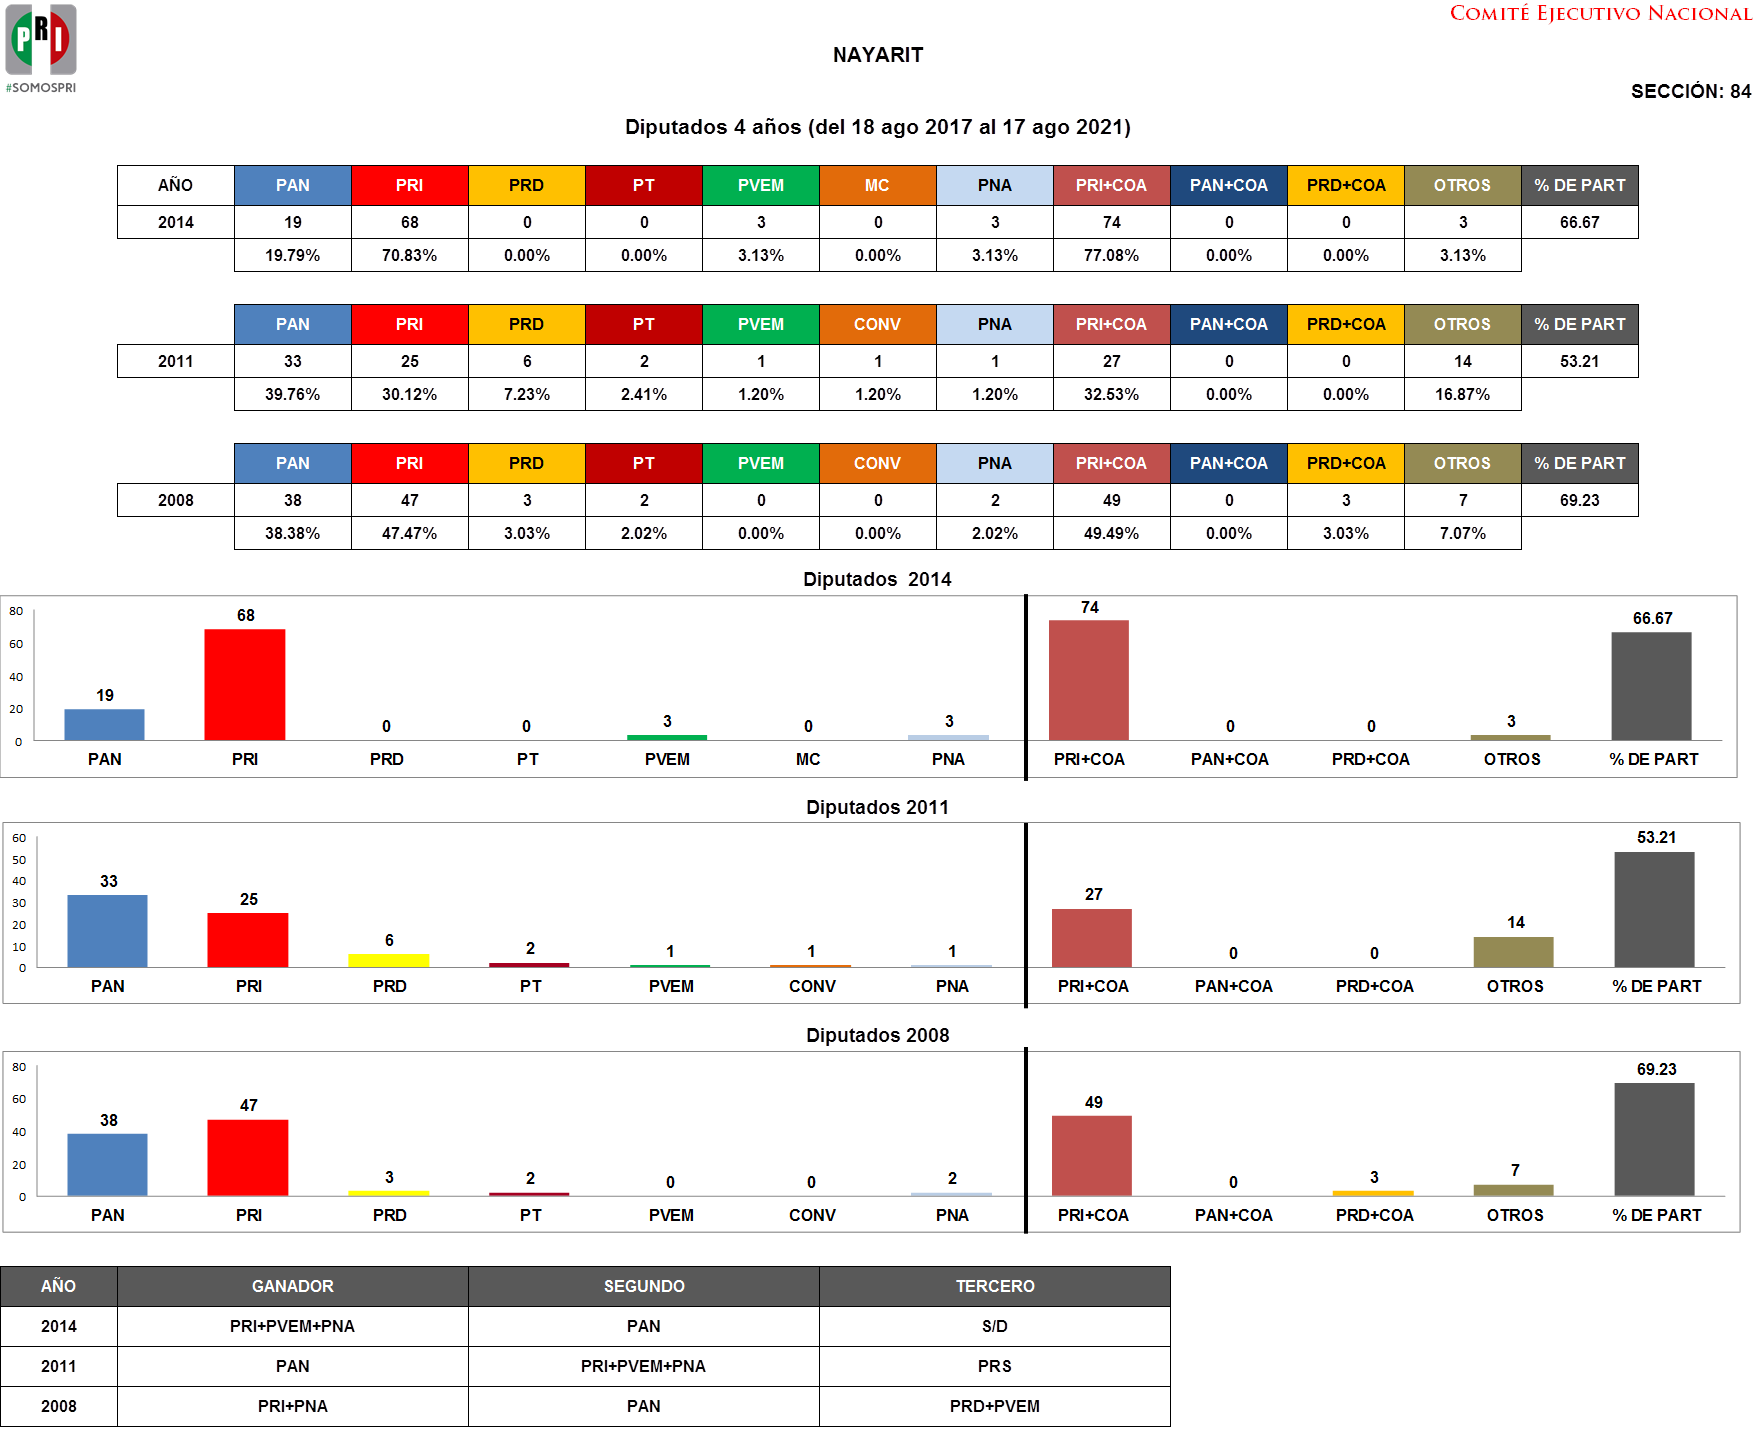 PRI
#SOMOSPRI
COMITÉ EJECUTIVO NACIONAL
NAYARIT
SECCIÓN: 84
Diputados 4 años (del 18 ago 2017 al 17 ago 2021)
AÑO PAN PRI PRD PT PVEM MC PNA PRI+COA PAN+COA PRD+COA OTROS % DE PART
2014 19 68 0 0 3 0 3 74 0 0 3 66.67
19.79% 70.83% 0.00% 0.00% 3.13% 0.00% 3.13% 77.08% 0.00% 0.00% 3.13%
PAN PRI PRD PT PVEM CONV PNA PRI+COA PAN+COA PRD+COA OTROS % DE PART
2011 33 25 6 2 1 1 1 27 0 0 14 53.21
39.76% 30.12% 7.23% 2.41% 1.20% 1.20% 1.20% 32.53% 0.00% 0.00% 16.87%
PAN PRI PRD PT PVEM CONV PNA PRI+COA PAN+COA PRD+COA OTROS % DE PART
2008 38 47 3 2 0 0 2 49 0 3 7 69.23
38.38% 47.47% 3.03% 2.02% 0.00% 0.00% 2.02% 49.49% 0.00% 3.03% 7.07%
Diputados 2014
80
60
40
20
0
19 68 0 0 3 0 3 74 0 0 3 66.67
PAN PRI PRD PT PVEM MC PNA PRI+COA PAN+COA PRD+COA OTROS % DE PART
Diputados 2011
60
50
40
30
20
10
0
33 25 6 2 1 1 1 27 0 0 14 53.21
PAN PRI PRD PT PVEM CONV PNA PRI+COA PAN+COA PRD+COA OTROS % DE PART
Diputados 2008
80
60
40
20
0
38 47 3 2 0 0 2 49 0 3 7 69.23
PAN PRI PRD PT PVEM CONV PNA PRI+COA PAN+COA PRD+COA OTROS % DE PART
AÑO GANADOR SEGUNDO TERCERO
2014 PRI+PVEM+PNA PAN S/D
2011 PAN PRI+PVEM+PNA PRS
2008 PRI+PNA PAN PRD+PVEM